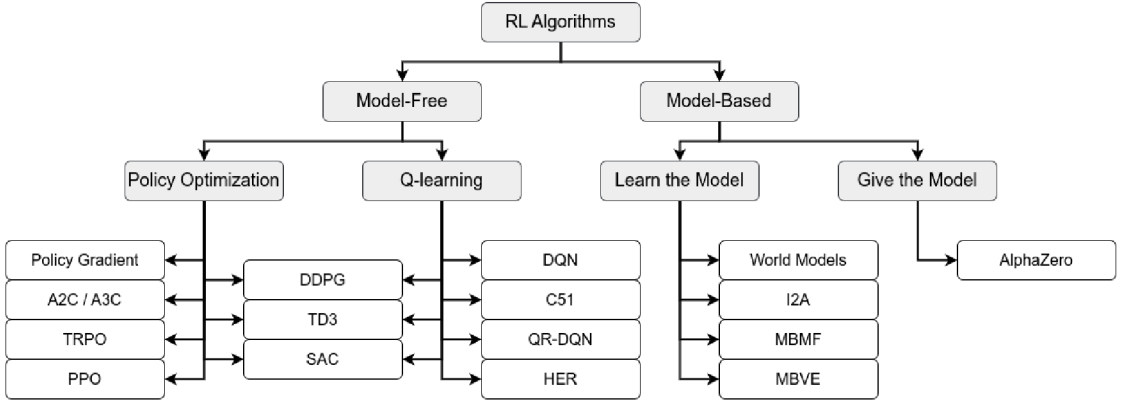 RL Algorithms
Model-Free
Model-Based
Policy Optimization
Q-learning
Learn the Model
Give the Model
Policy Gradient
A2C / A3C
TRPO
PPO
DDPG
TD3
SAC
DQN
C51
QR-DQN
HER
World Models
I2A
MBMF
MBVE
AlphaZero